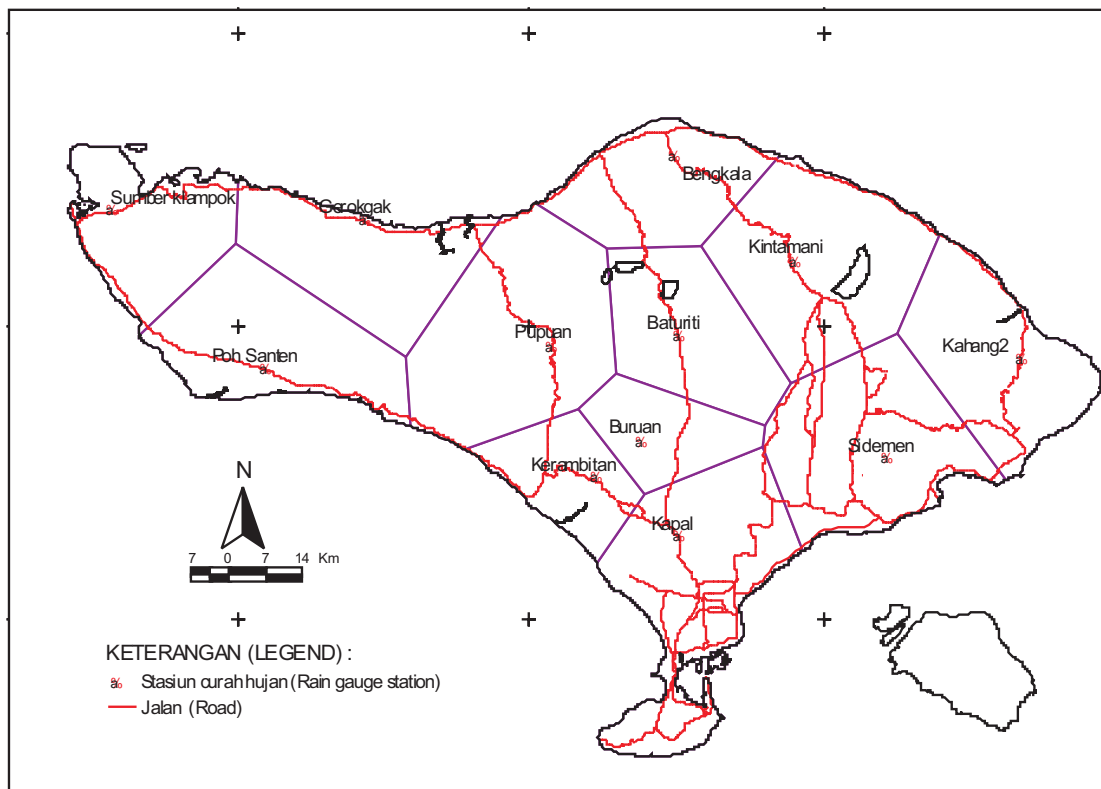 Bengkala
Sumber klampok
Gerokgak
Kintamani
Pupuan
Baturiti
Kahang2
Poh Santen
Buruan
Sidemen
Kerambitan
Kapal
N
7 0 7 14 Km
KETERANGAN (LEGEND) :
Stasiun curah hujan (Rain gauge station)
Jalan (Road)